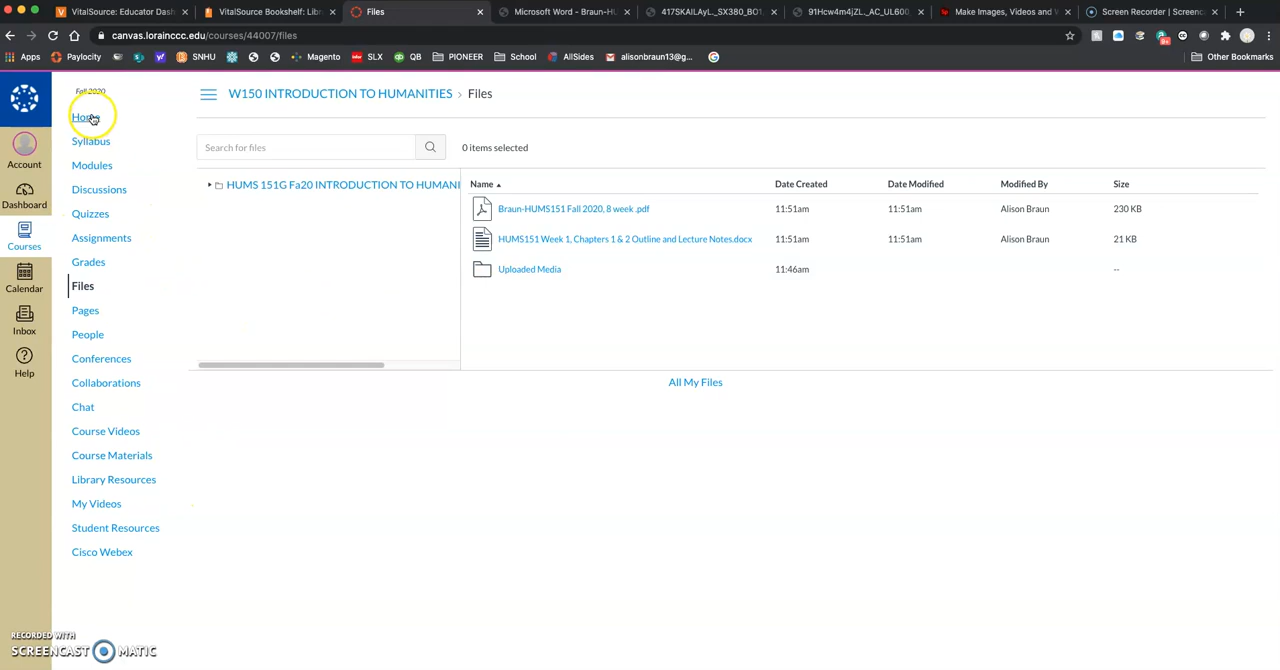 VitalSource: Educator Dash
VitalSource Bookshelf: Libr
Files
Microsoft Word - Braun-HU
417SKAILAyL._SX380_BO1,
91Hcw4m4jZL._AC_UL600_
Make Images, Videos and W
Screen Recorder | Screenca
canvas.lorainccc.edu/courses/44007/files
Apps
Paylocity
SNHU
Magento
SLX
QB
PIONEER
School
AllSides
alisonbraun13@g...
Other Bookmarks
Fall 2020
Home
Syllabus
Modules
Discussions
Quizzes
Assignments
Grades
Files
Pages
People
Conferences
Collaborations
Chat
Course Videos
Course Materials
Library Resources
My Videos
Student Resources
Cisco Webex
Account
Dashboard
Courses
Calendar
Inbox
Help
W150 INTRODUCTION TO HUMANITIES › Files
Search for files
0 items selected
HUMS 151G Fa20 INTRODUCTION TO HUMANI
Name Date Created Date Modified Modified By Size
Braun-HUMS151 Fall 2020, 8 week .pdf 11:51am 11:51am Alison Braun 230 KB
HUMS151 Week 1, Chapters 1 & 2 Outline and Lecture Notes.docx 11:51am 11:51am Alison Braun 21 KB
Uploaded Media 11:46am --
All My Files
RECORDED WITH
SCREENCAST MATIC